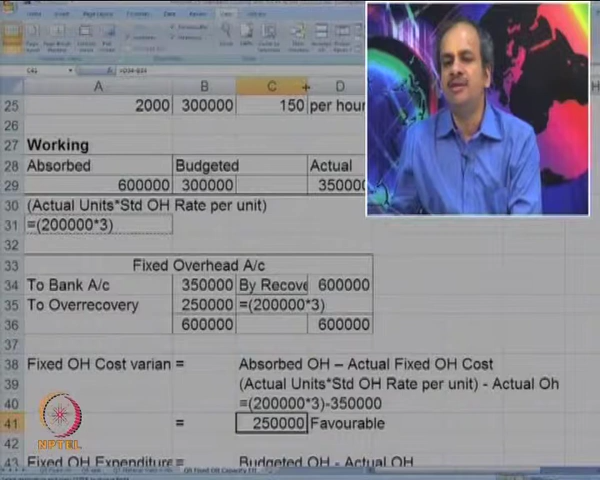 C41
A B C D H
25 2000 300000 150 per hour
26
27 Working
28 Absorbed Budgeted Actual
29 600000 300000 350000
30 (Actual Units*Std OH Rate per unit)
31 =(200000*3)
32
33 Fixed Overhead A/c
34 To Bank A/c 350000 By Recove 600000
35 To Overrecovery 250000 =(200000*3)
36 600000 600000
37
38 Fixed OH Cost varian = Absorbed OH – Actual Fixed OH Cost
39 (Actual Units*Std OH Rate per unit) - Actual Oh
40 =(200000*3)-350000
41 = 250000 Favourable
42
43 Fixed OH Expenditure = Budgeted OH - Actual OH
NPTEL